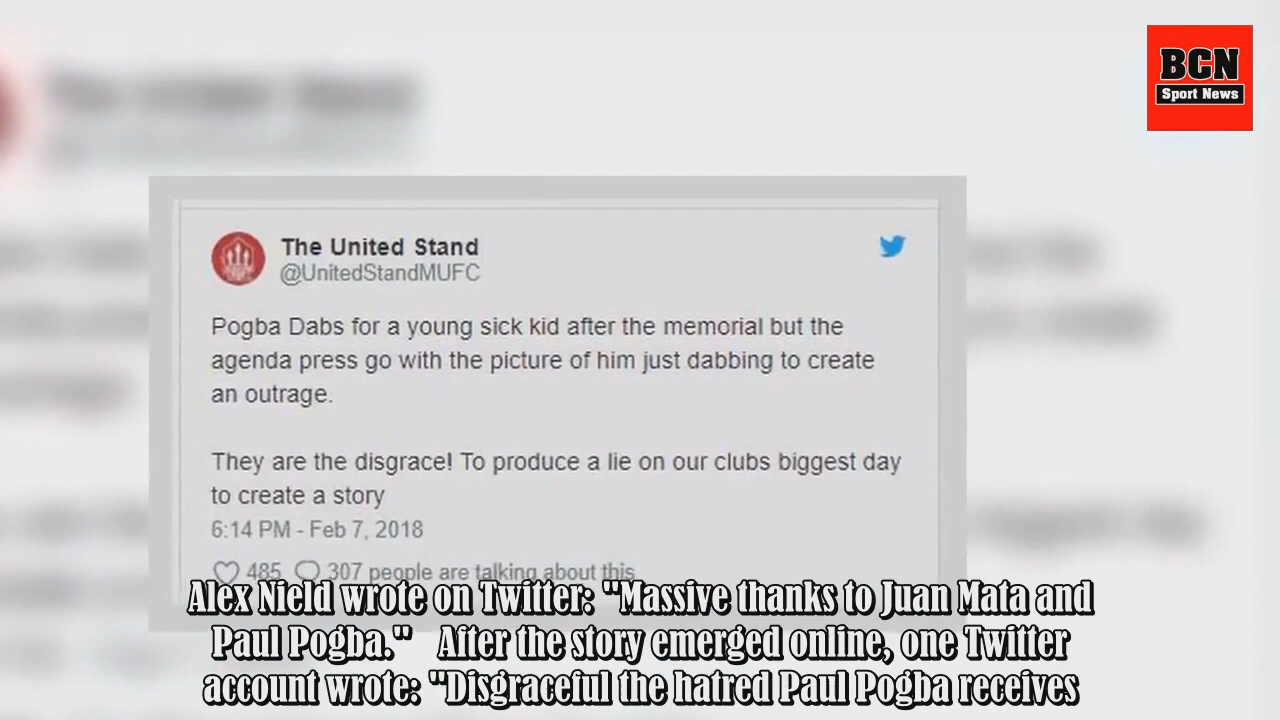 BCN
Sport News
The United Stand
@UnitedStandMUFC
Pogba Dabs for a young sick kid after the memorial but the
agenda press go with the picture of him just dabbing to create
an outrage.
They are the disgrace! To produce a lie on our clubs biggest day
to create a story
6:14 PM - Feb 7, 2018
485 307 people are talking about this
Alex Nield wrote on Twitter: "Massive thanks to Juan Mata and
Paul Pogba." After the story emerged online, one Twitter
account wrote: "Disgraceful the hatred Paul Pogba receives